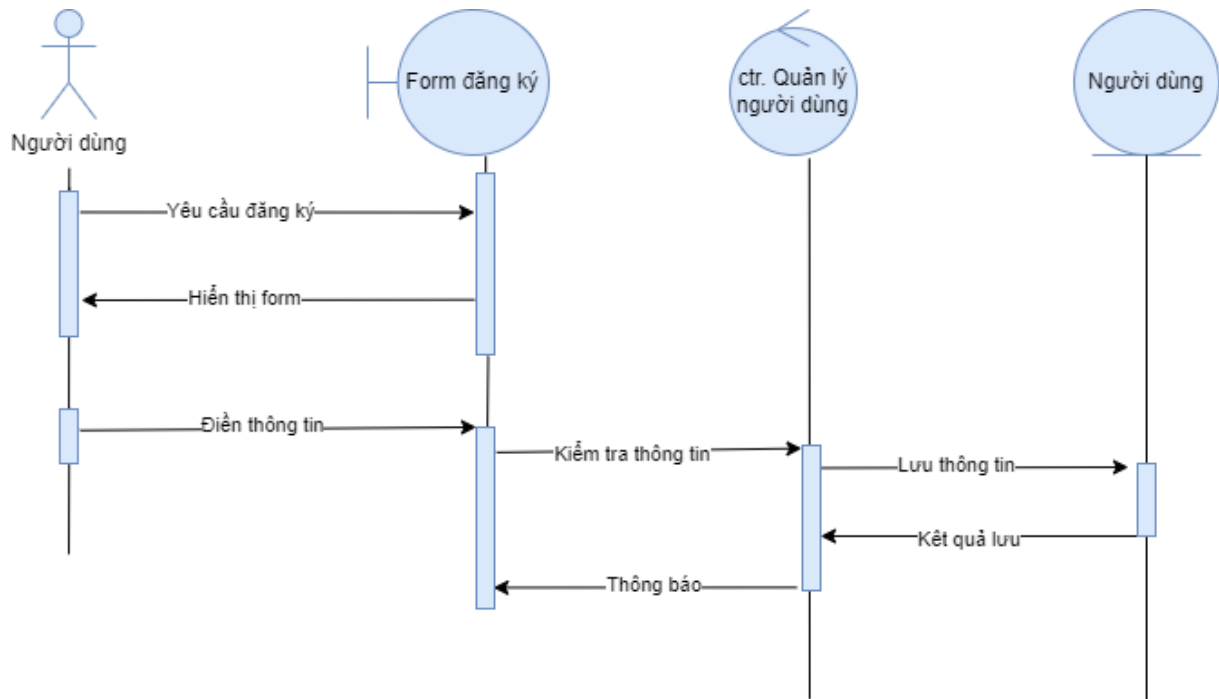 Form đăng ký
ctr. Quản lý
người dùng
Người dùng
Người dùng
Yêu cầu đăng ký
Hiển thị form
Điền thông tin
Kiểm tra thông tin
Lưu thông tin
Kêt quả lưu
Thông báo